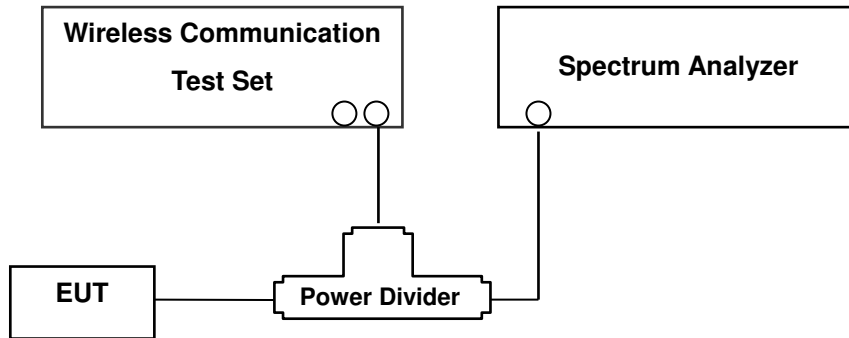 Wireless Communication
Test Set
Spectrum Analyzer
EUT
Power Divider